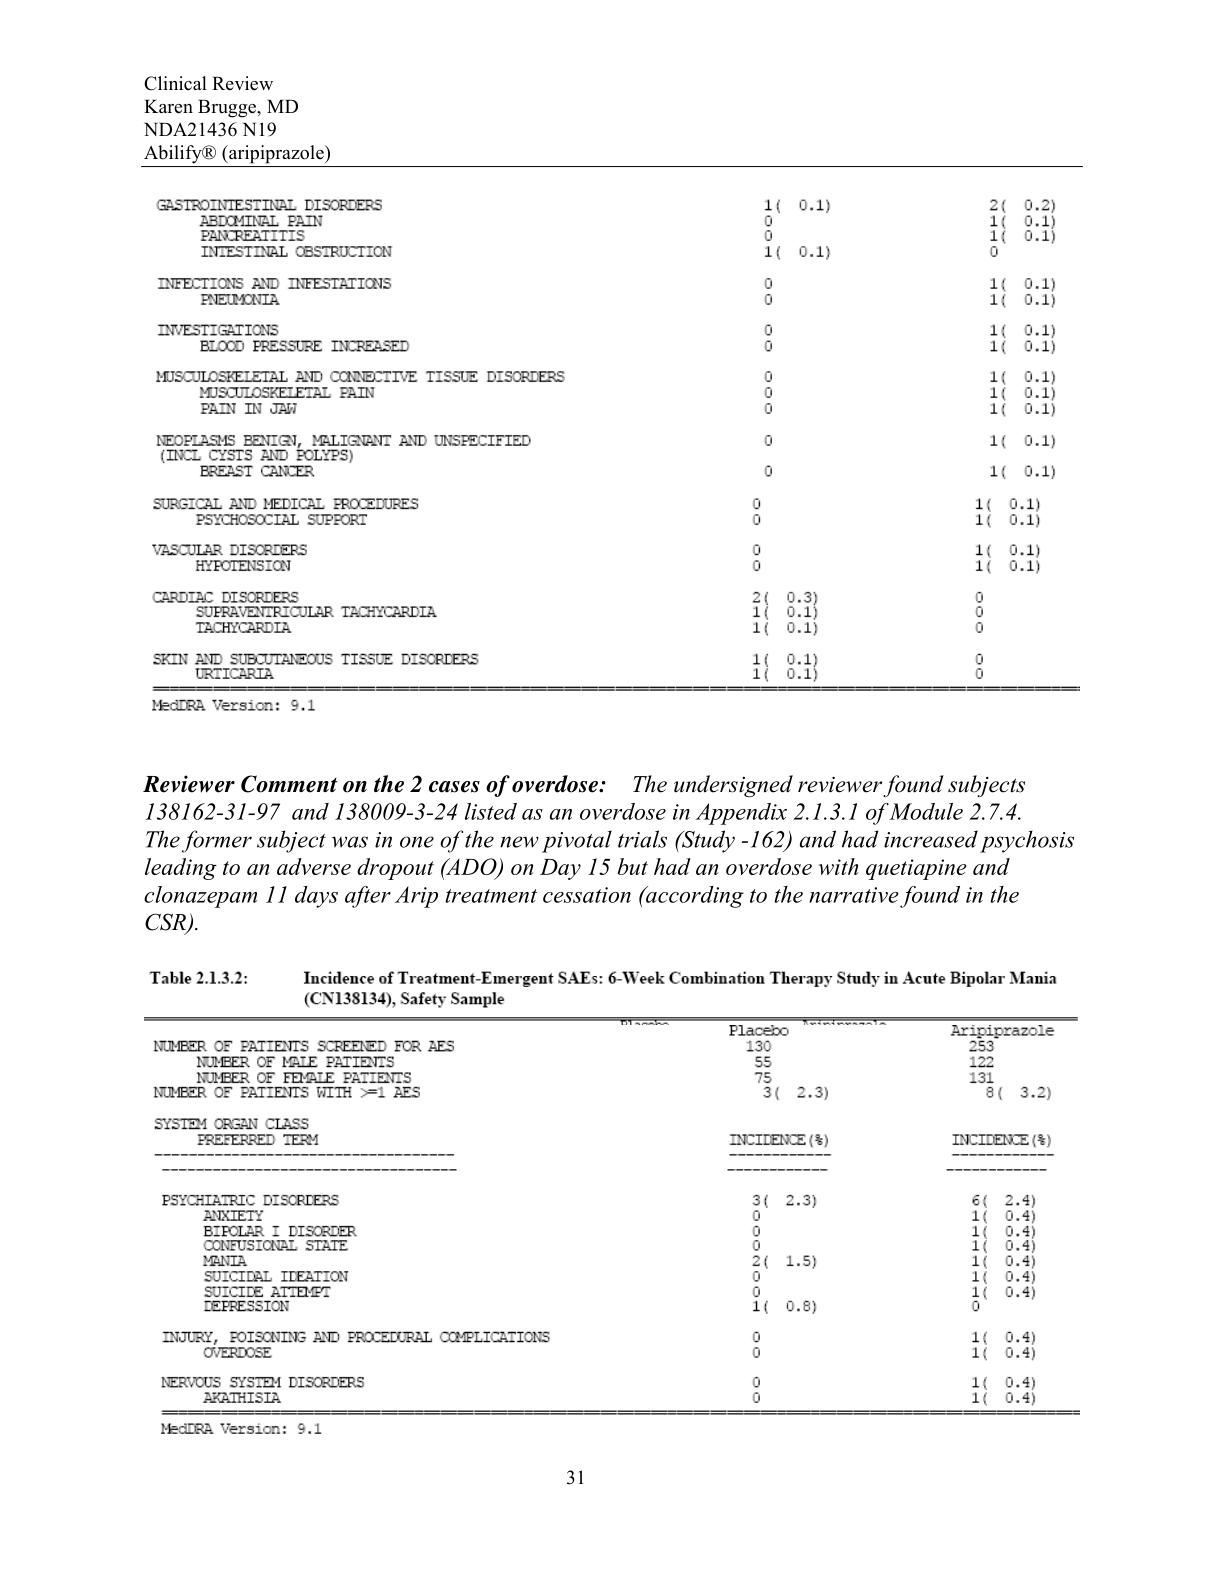 Clinical Review
Karen Brugge, MD
NDA21436 N19
Abilify® (aripiprazole)
GASTROINTESTINAL DISORDERS 1( 0.1) 2( 0.2)
ABDOMINAL PAIN 0 1( 0.1)
PANCREATITIS 0 1( 0.1)
INTESTINAL OBSTRUCTION 1( 0.1) 0
INFECTIONS AND INFESTATIONS 0 1( 0.1)
PNEUMONIA 0 1( 0.1)
INVESTIGATIONS 0 1( 0.1)
BLOOD PRESSURE INCREASED 0 1( 0.1)
MUSCULOSKELETAL AND CONNECTIVE TISSUE DISORDERS 0 1( 0.1)
MUSCULOSKELETAL PAIN 0 1( 0.1)
PAIN IN JAW 0 1( 0.1)
NEOPLASMS BENIGN, MALIGNANT AND UNSPECIFIED 0 1( 0.1)
(INCL CYSTS AND POLYPS)
BREAST CANCER 0 1( 0.1)
SURGICAL AND MEDICAL PROCEDURES 0 1( 0.1)
PSYCHOSOCIAL SUPPORT 0 1( 0.1)
VASCULAR DISORDERS 0 1( 0.1)
HYPOTENSION 0 1( 0.1)
CARDIAC DISORDERS 2( 0.3) 0
SUPRAVENTRICULAR TACHYCARDIA 1( 0.1) 0
TACHYCARDIA 1( 0.1) 0
SKIN AND SUBCUTANEOUS TISSUE DISORDERS 1( 0.1) 0
URTICARIA 1( 0.1) 0
MedDRA Version: 9.1
Reviewer Comment on the 2 cases of overdose: The undersigned reviewer found subjects
138162-31-97 and 138009-3-24 listed as an overdose in Appendix 2.1.3.1 of Module 2.7.4.
The former subject was in one of the new pivotal trials (Study -162) and had increased psychosis
leading to an adverse dropout (ADO) on Day 15 but had an overdose with quetiapine and
clonazepam 11 days after Arip treatment cessation (according to the narrative found in the
CSR).
Table 2.1.3.2: Incidence of Treatment-Emergent SAEs: 6-Week Combination Therapy Study in Acute Bipolar Mania
(CN138134), Safety Sample
Placebo Aripiprazole
NUMBER OF PATIENTS SCREENED FOR AES 130 253
NUMBER OF MALE PATIENTS 55 122
NUMBER OF FEMALE PATIENTS 75 131
NUMBER OF PATIENTS WITH >=1 AES 3( 2.3) 8( 3.2)
SYSTEM ORGAN CLASS
PREFERRED TERM INCIDENCE(%) INCIDENCE(%)
PSYCHIATRIC DISORDERS 3( 2.3) 6( 2.4)
ANXIETY 0 1( 0.4)
BIPOLAR I DISORDER 0 1( 0.4)
CONFUSIONAL STATE 0 1( 0.4)
MANIA 2( 1.5) 1( 0.4)
SUICIDAL IDEATION 0 1( 0.4)
SUICIDE ATTEMPT 0 1( 0.4)
DEPRESSION 1( 0.8) 0
INJURY, POISONING AND PROCEDURAL COMPLICATIONS 0 1( 0.4)
OVERDOSE 0 1( 0.4)
NERVOUS SYSTEM DISORDERS 0 1( 0.4)
AKATHISIA 0 1( 0.4)
MedDRA Version: 9.1
31